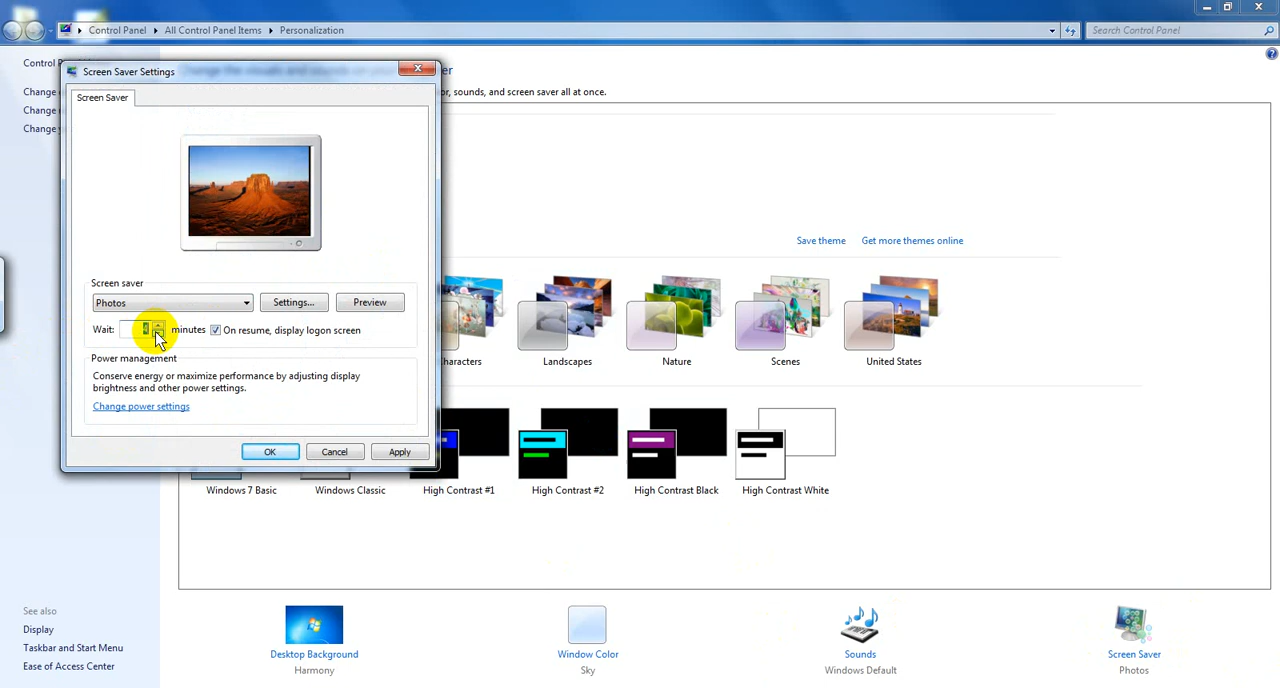 Control Panel
All Control Panel Items
Personalization
Search Control Panel
Control
Screen Saver Settings
Change
Change
Change
or, sounds, and screen saver all at once.
Screen Saver
Save theme
Get more themes online
Screen saver
Photos
Settings...
Preview
Wait:
minutes
On resume, display logon screen
Characters
Landscapes
Nature
Scenes
United States
Power management
Conserve energy or maximize performance by adjusting display
brightness and other power settings.
Change power settings
OK
Cancel
Apply
Windows 7 Basic
Windows Classic
High Contrast #1
High Contrast #2
High Contrast Black
High Contrast White
See also
Display
Taskbar and Start Menu
Ease of Access Center
Desktop Background
Harmony
Window Color
Sky
Sounds
Windows Default
Screen Saver
Photos